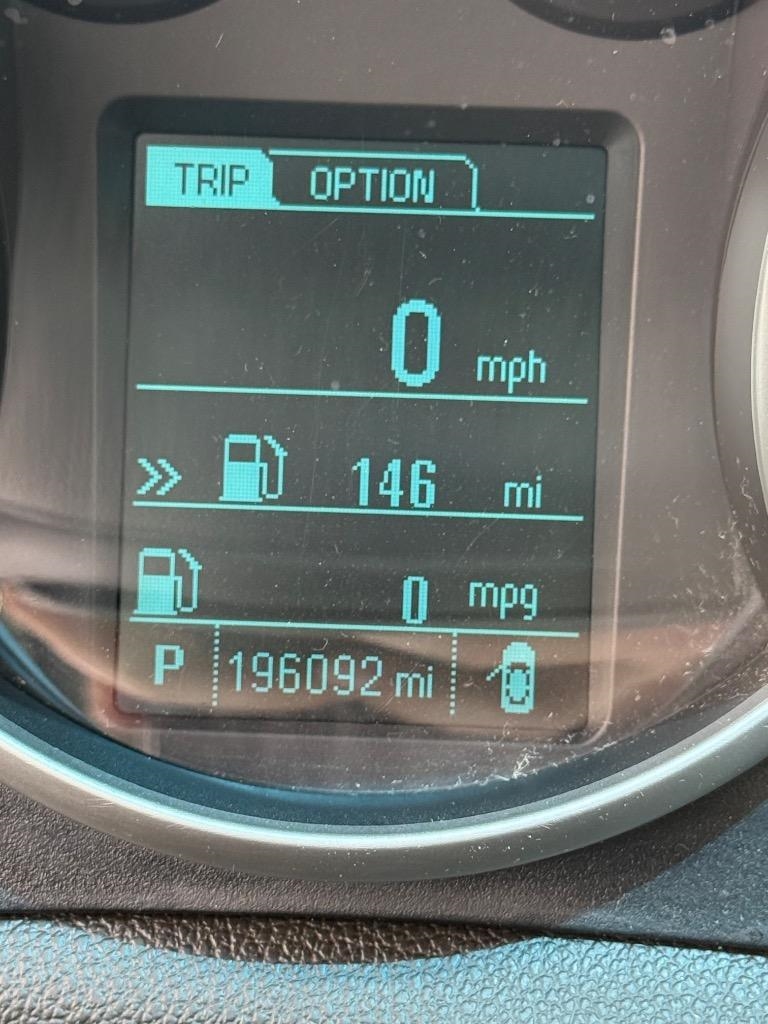 TRIP OPTION
0 mph
» 146 mi
0 mpg
P 196092 mi